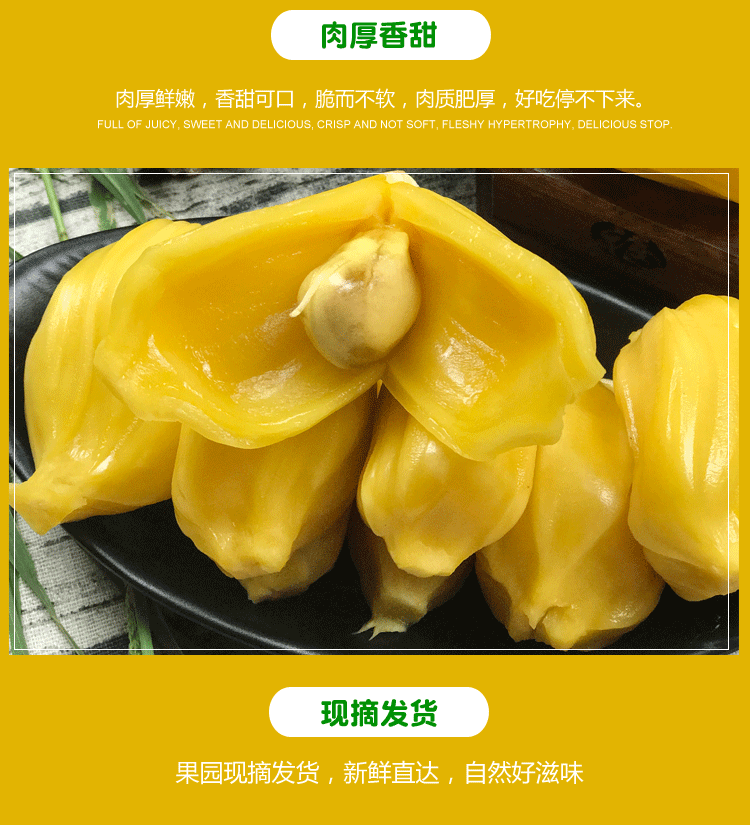 肉厚香甜
肉厚鲜嫩，香甜可口，脆而不软，肉质肥厚，好吃停不下来。
FULL OF JUICY, SWEET AND DELICIOUS, CRISP AND NOT SOFT, FLESHY HYPERTROPHY, DELICIOUS STOP.
现摘发货
果园现摘发货，新鲜直达，自然好滋味